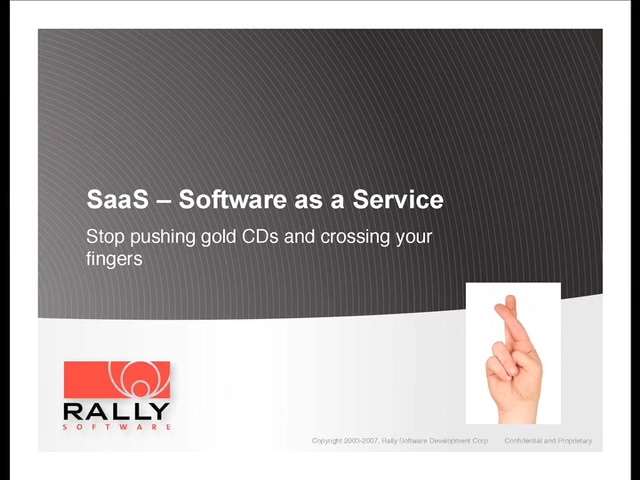 SaaS – Software as a Service
Stop pushing gold CDs and crossing your
fingers
RALLY
SOFTWARE
Copyright 2003-2007, Rally Software Development Corp
Confidential and Proprietary